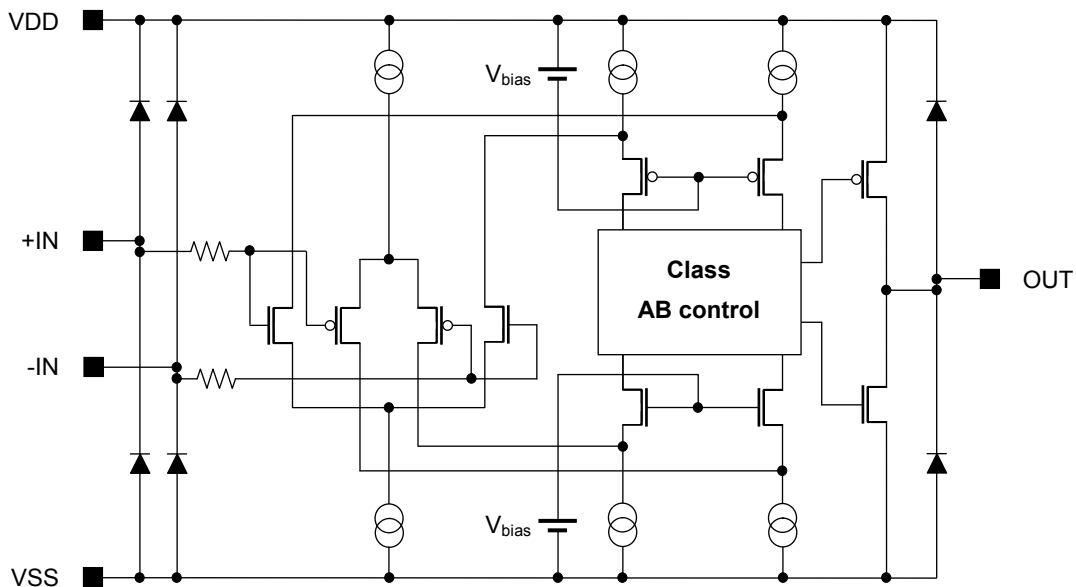 VDD
Vbias
+IN
Class
AB control
OUT
-IN
Vbias
VSS